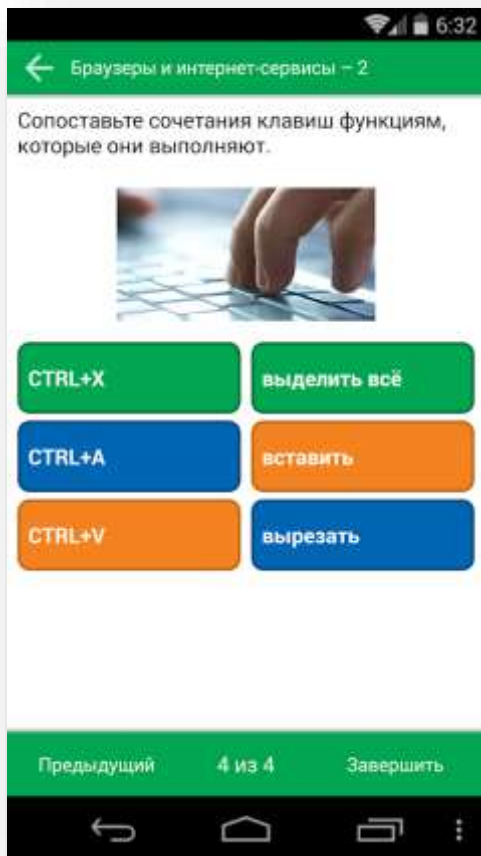 6:32
Браузеры и интернет-сервисы – 2
Сопоставьте сочетания клавиш функциям,
которые они выполняют.
CTRL+X
выделить всё
CTRL+A
вставить
CTRL+V
вырезать
Предыдущий
4 из 4
Завершить